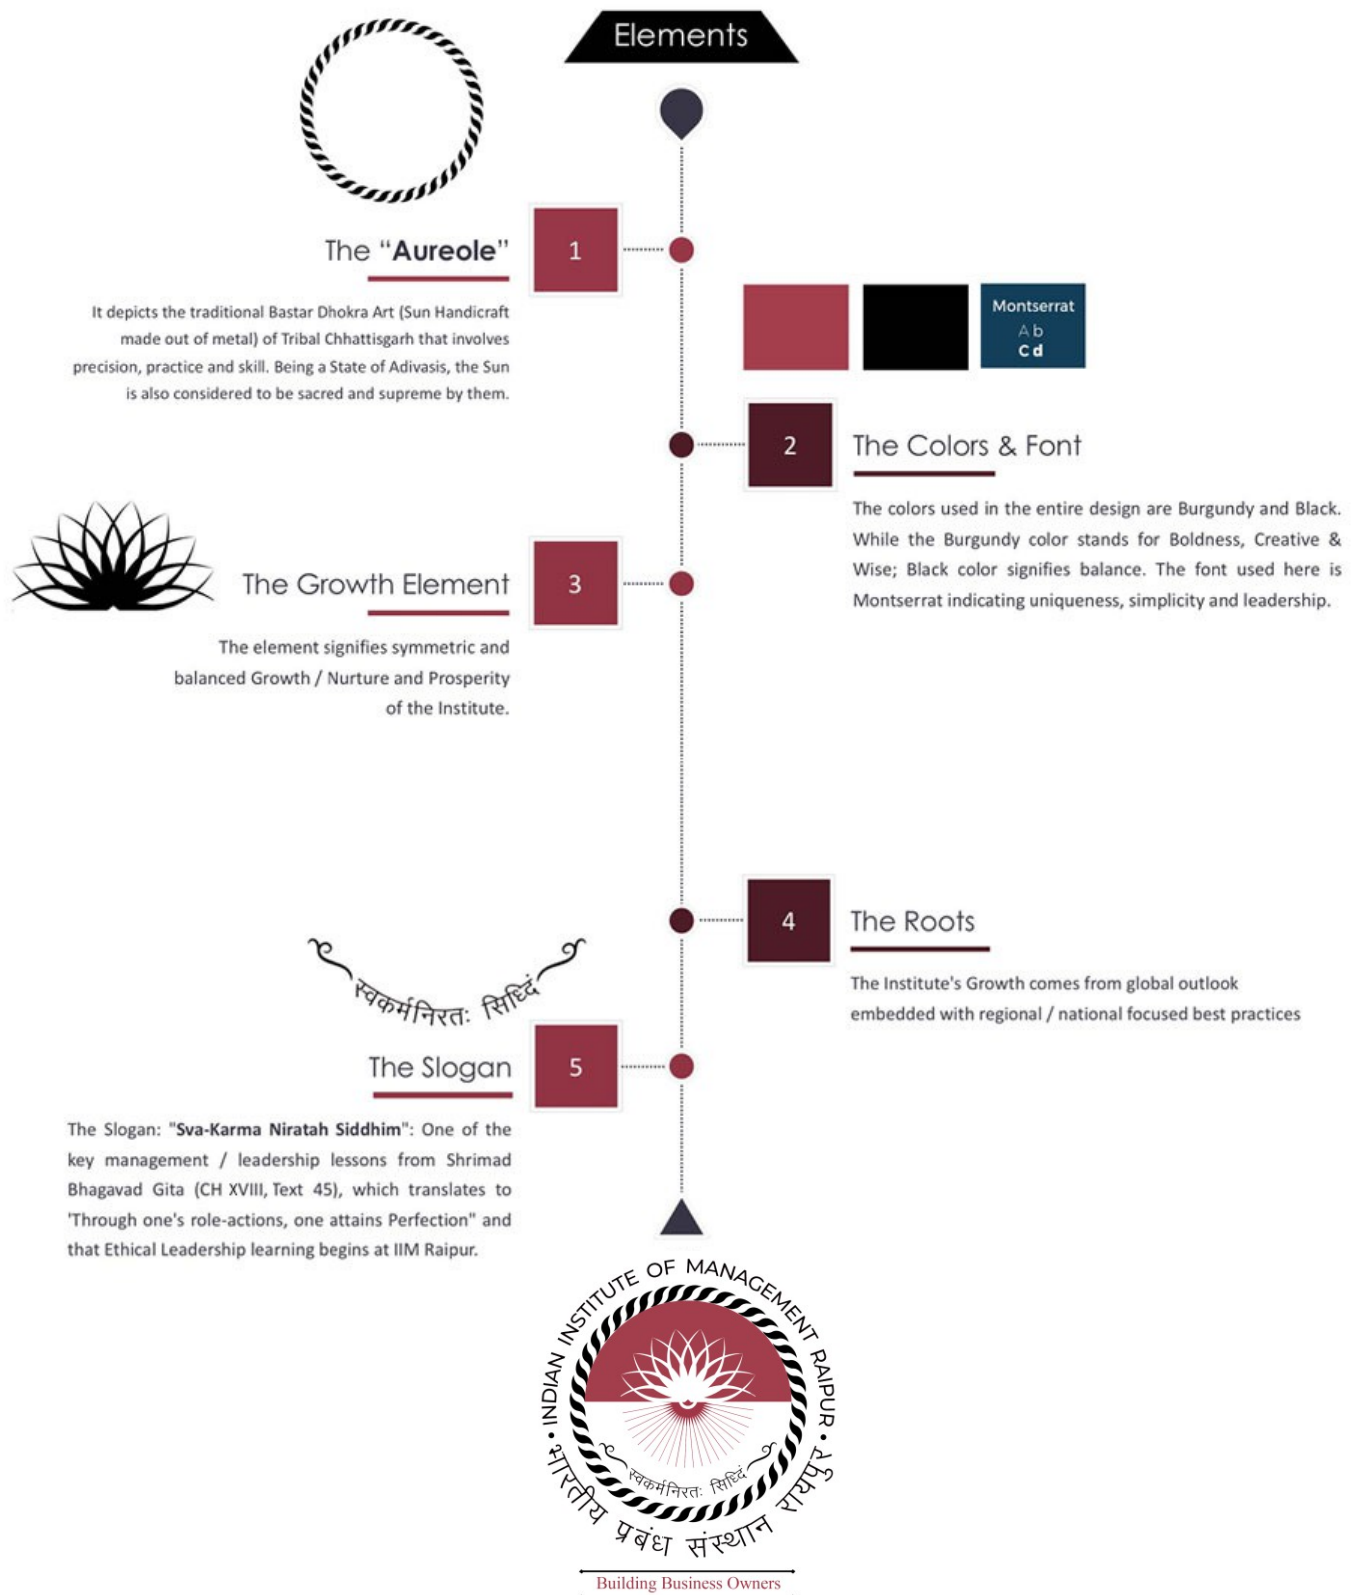 Elements
1
The “Aureole”
It depicts the traditional Bastar Dhokra Art (Sun Handicraft
made out of metal) of Tribal Chhattisgarh that involves
precision, practice and skill. Being a State of Adivasis, the Sun
is also considered to be sacred and supreme by them.
Montserrat
A b
C d
2
The Colors & Font
The colors used in the entire design are Burgundy and Black.
While the Burgundy color stands for Boldness, Creative &
Wise; Black color signifies balance. The font used here is
Montserrat indicating uniqueness, simplicity and leadership.
The Growth Element
3
The element signifies symmetric and
balanced Growth / Nurture and Prosperity
of the Institute.
4
The Roots
The Institute's Growth comes from global outlook
embedded with regional / national focused best practices
स्वकर्मनिरतः सिध्दिं
The Slogan
5
The Slogan: "Sva-Karma Niratah Siddhim": One of the
key management / leadership lessons from Shrimad
Bhagavad Gita (CH XVIII, Text 45), which translates to
'Through one's role-actions, one attains Perfection" and
that Ethical Leadership learning begins at IIM Raipur.
• INDIAN INSTITUTE OF MANAGEMENT RAIPUR •
स्वकर्मनिरतः सिध्दिं
भारतीय प्रबंध संस्थान रायपुर
Building Business Owners